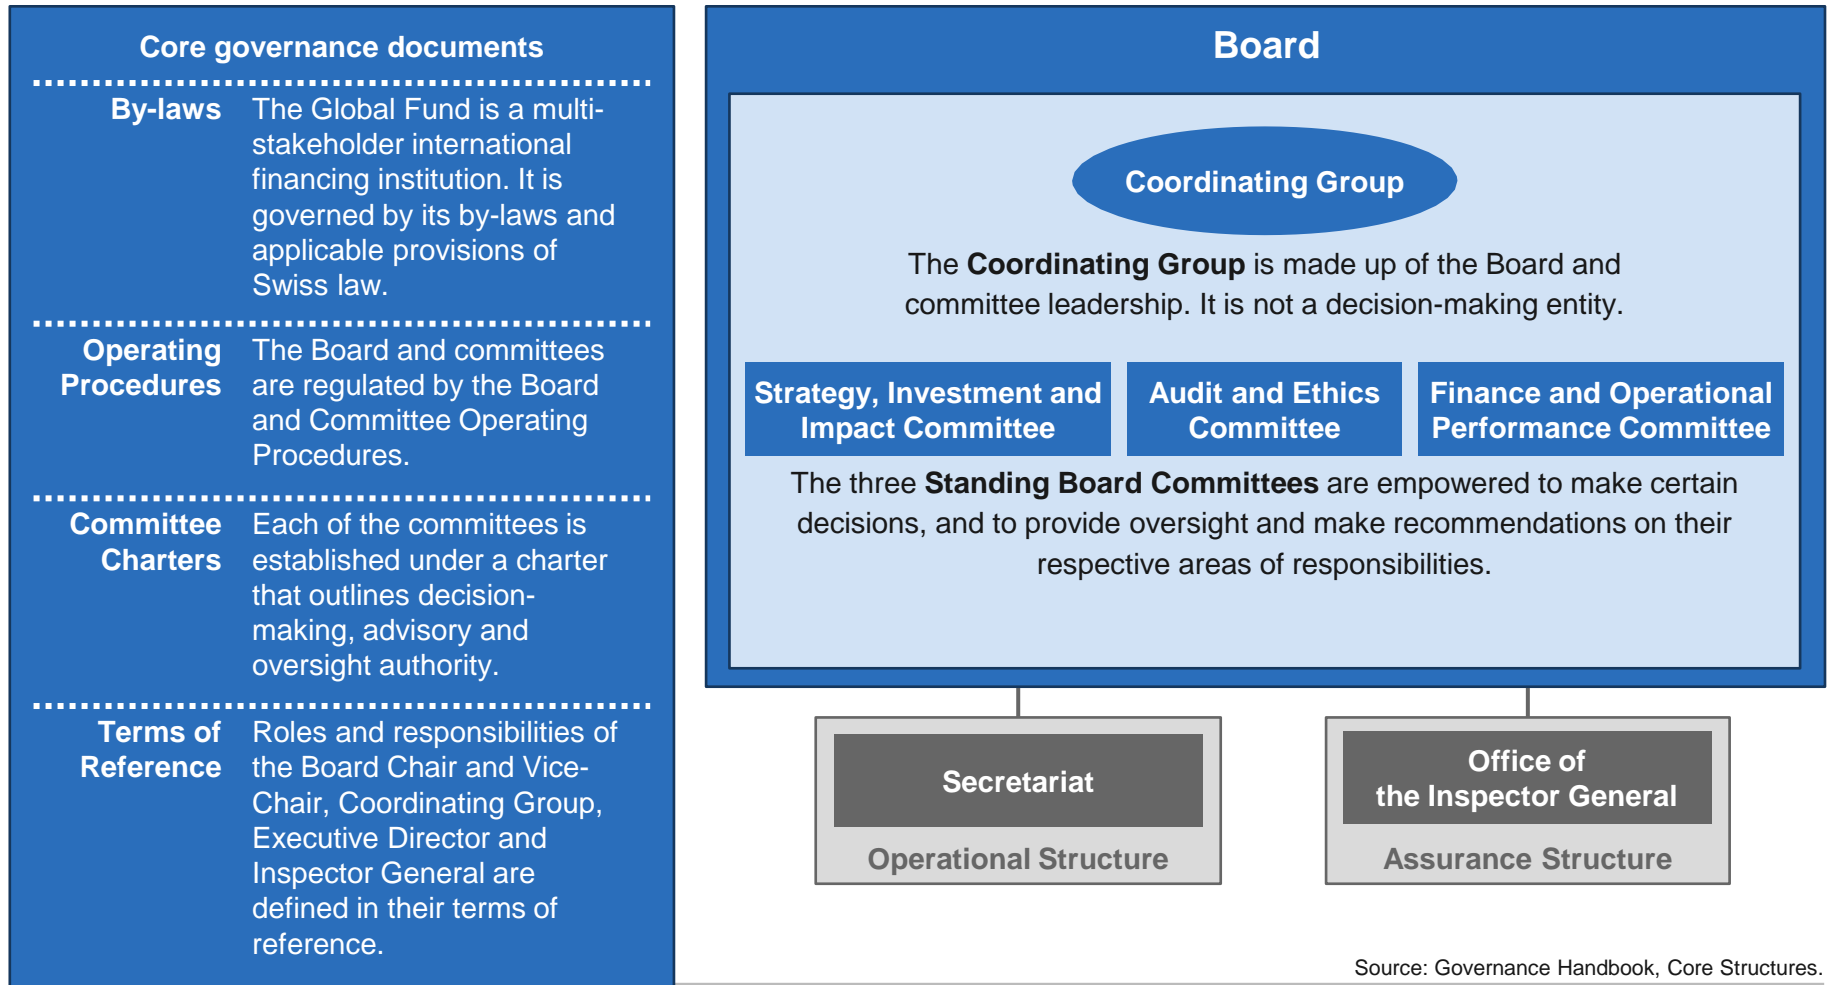 Core governance documents
By-laws
The Global Fund is a multi-
stakeholder international
financing institution. It is
governed by its by-laws and
applicable provisions of
Swiss law.
Operating
Procedures
The Board and committees
are regulated by the Board
and Committee Operating
Procedures.
Committee
Charters
Each of the committees is
established under a charter
that outlines decision-
making, advisory and
oversight authority.
Terms of
Reference
Roles and responsibilities of
the Board Chair and Vice-
Chair, Coordinating Group,
Executive Director and
Inspector General are
defined in their terms of
reference.
Board
Coordinating Group
The Coordinating Group is made up of the Board and
committee leadership. It is not a decision-making entity.
Strategy, Investment and
Impact Committee
Audit and Ethics
Committee
Finance and Operational
Performance Committee
The three Standing Board Committees are empowered to make certain
decisions, and to provide oversight and make recommendations on their
respective areas of responsibilities.
Secretariat
Operational Structure
Office of
the Inspector General
Assurance Structure
Source: Governance Handbook, Core Structures.